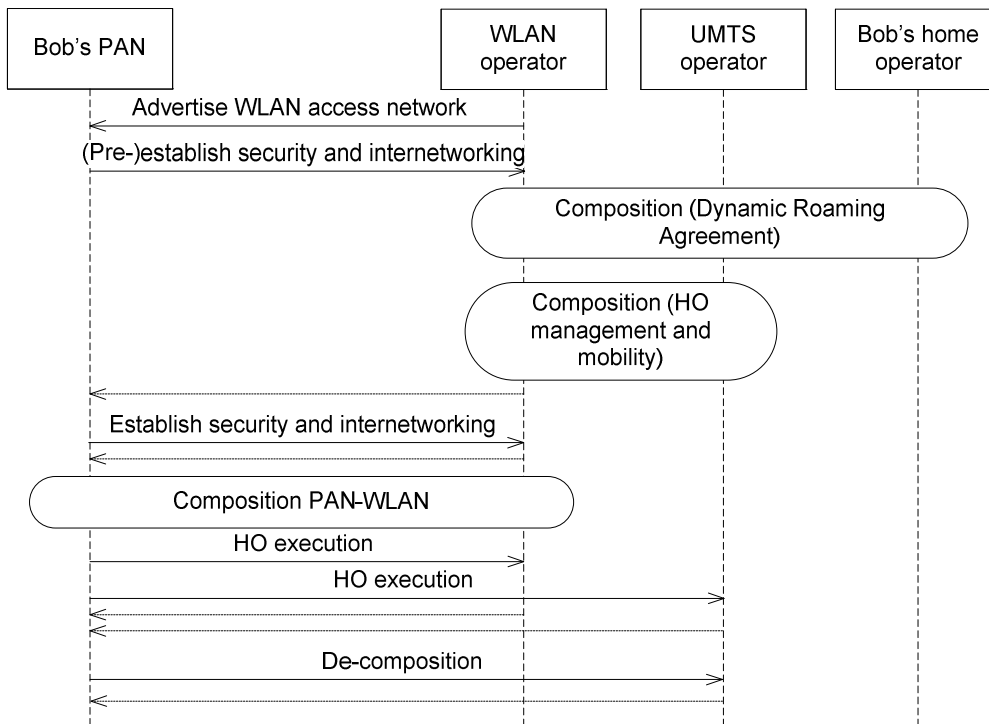 Bob's PAN
WLAN
operator
UMTS
operator
Bob's home
operator
Advertise WLAN access network
(Pre-)establish security and internetworking
Composition (Dynamic Roaming
Agreement)
Composition (HO
management and
mobility)
Establish security and internetworking
Composition PAN-WLAN
HO execution
HO execution
De-composition